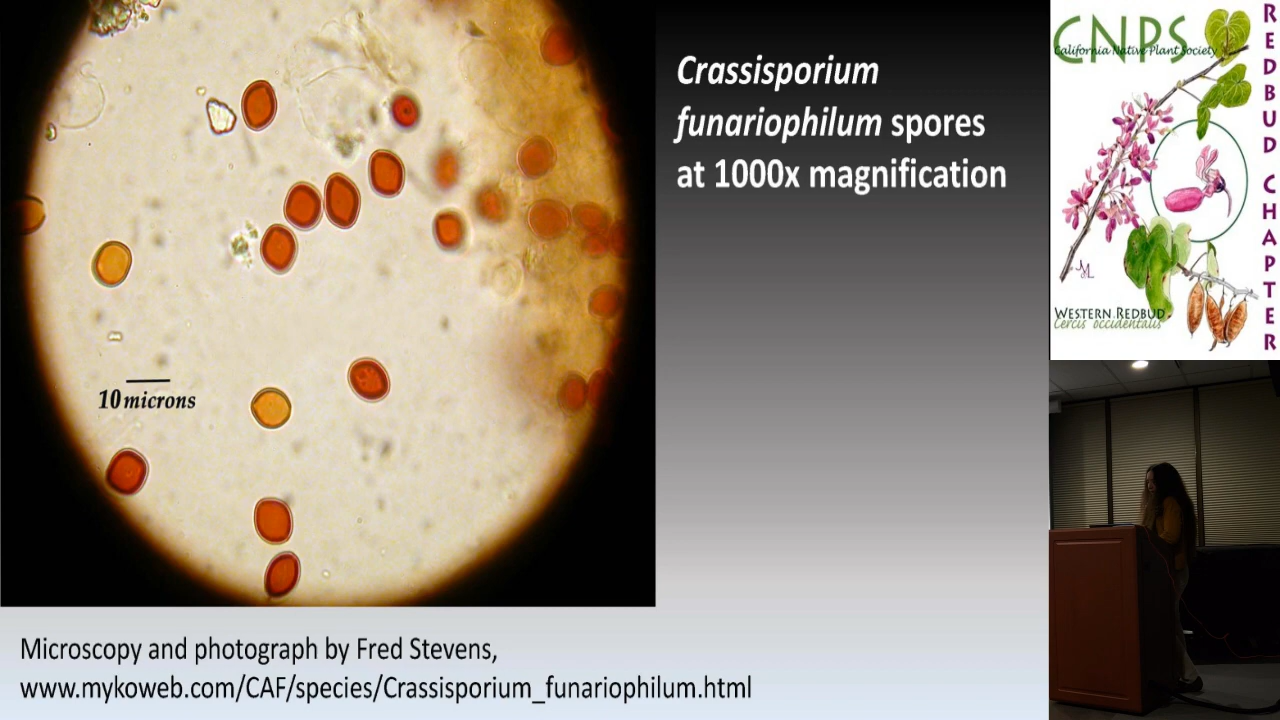 Crassisporium
funariophilum spores
at 1000x magnification
10 microns
Microscopy and photograph by Fred Stevens,
www.mykoweb.com/CAF/species/Crassisporium_funariophilum.html
CNPS
California Native Plant Society
REDBUD CHAPTER
JML
WESTERN REDBUD
Cercis occidentalis